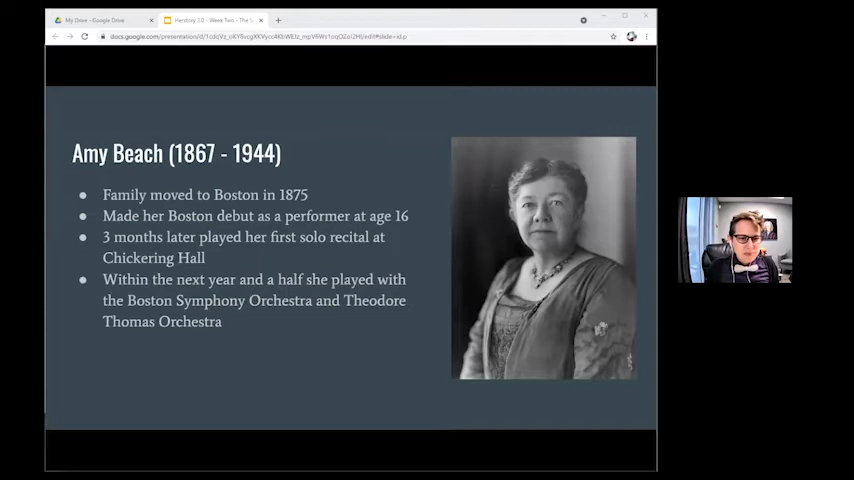 My Drive - Google Drive
Herstory 2.0 - Week Two - The S
Amy Beach (1867 - 1944)
● Family moved to Boston in 1875
● Made her Boston debut as a performer at age 16
● 3 months later played her first solo recital at
Chickering Hall
● Within the next year and a half she played with
the Boston Symphony Orchestra and Theodore
Thomas Orchestra